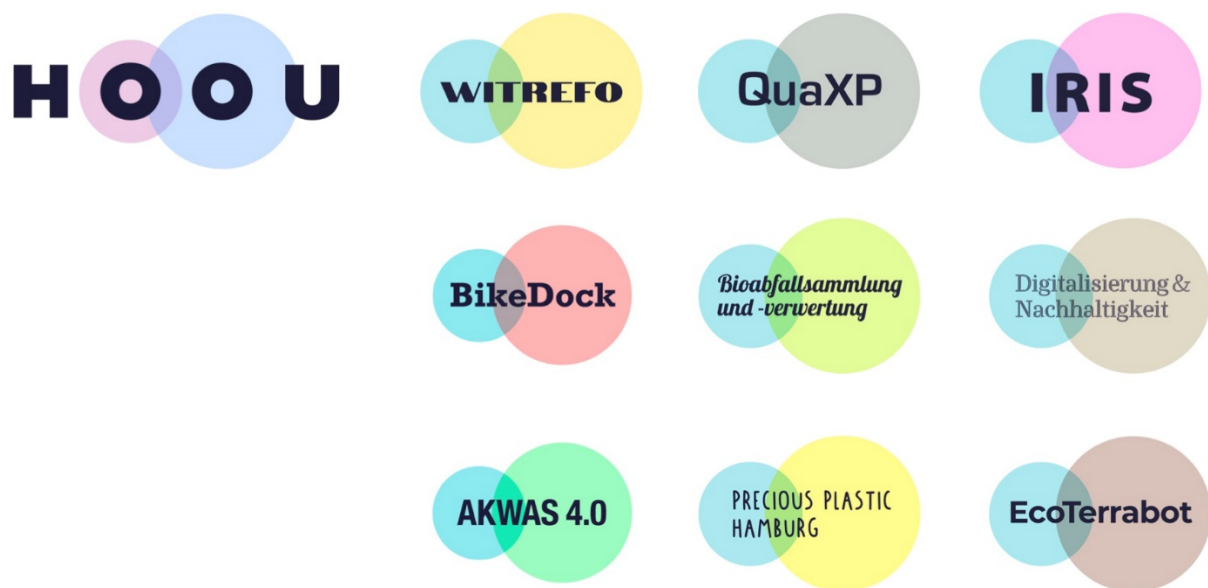 HOOU
WITREFO
QuaXP
IRIS
BikeDock
Bioabfallsammlung
und -verwertung
Digitalisierung &
Nachhaltigkeit
AKWAS 4.0
PRECIOUS PLASTIC
HAMBURG
EcoTerrabot